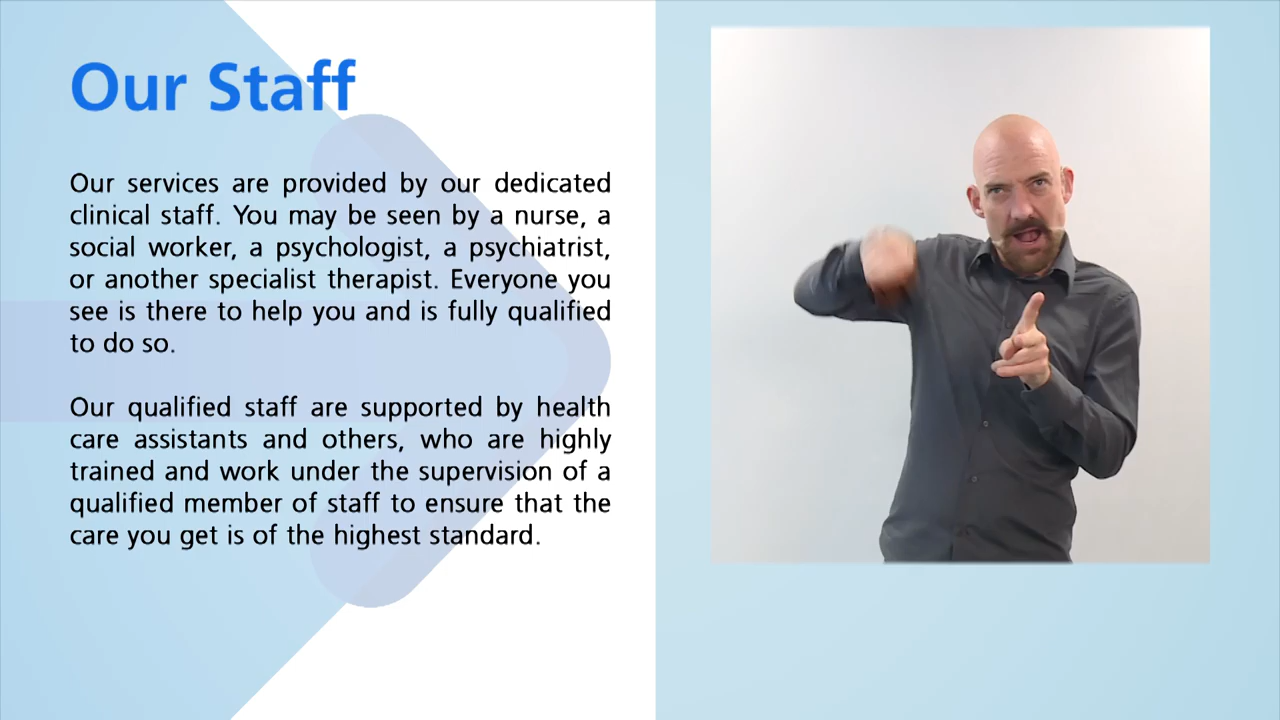 Our Staff
Our services are provided by our dedicated
clinical staff. You may be seen by a nurse, a
social worker, a psychologist, a psychiatrist,
or another specialist therapist. Everyone you
see is there to help you and is fully qualified
to do so.
Our qualified staff are supported by health
care assistants and others, who are highly
trained and work under the supervision of a
qualified member of staff to ensure that the
care you get is of the highest standard.